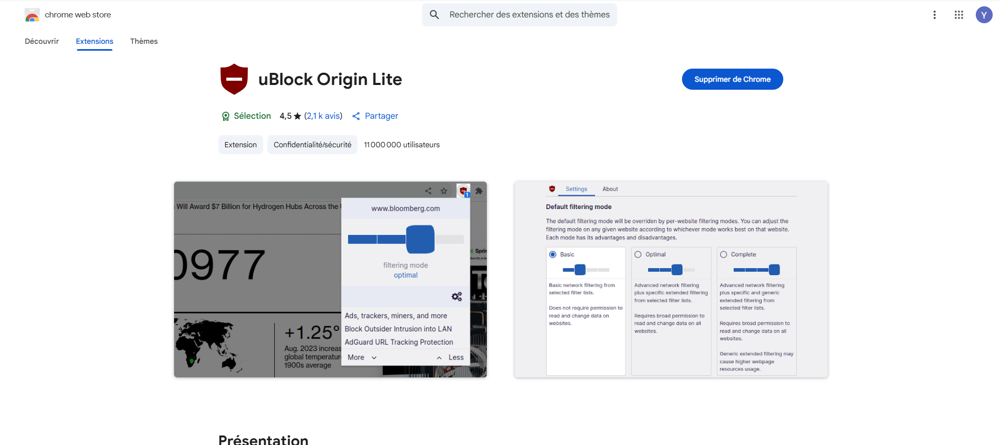 chrome web store
Rechercher des extensions et des thèmes
Y
Découvrir
Extensions
Thèmes
uBlock Origin Lite
Supprimer de Chrome
Sélection
4,5 ★ (2,1 k avis)
Partager
Extension
Confidentialité/sécurité
11 000 000 utilisateurs
1
Will Award $7 Billion for Hydrogen Hubs Across the
www.bloomberg.com
0977
filtering mode
optimal
Ads, trackers, miners, and more
Block Outsider Intrusion into LAN
AdGuard URL Tracking Protection
More
Less
+1.25°
Aug. 2023
global
1900s average
Settings
About
Default filtering mode
The default filtering mode will be overriden by per-website filtering modes. You can adjust the
filtering mode on any given website according to whichever mode works best on that website.
Each mode has its advantages and disadvantages.
Basic
Basic network filtering from
selected filter lists.
Does not require permission to
read and change data on
websites.
Optimal
Advanced network filtering
plus specific extended filtering
from selected filter lists.
Requires broad permission to
read and change data on all
websites.
Complete
Advanced network filtering
plus specific and generic
extended filtering from
selected filter lists.
Requires broad permission to
read and change data on all
websites.
Generic extended filtering may
cause higher webpage
resources usage.
Présentation